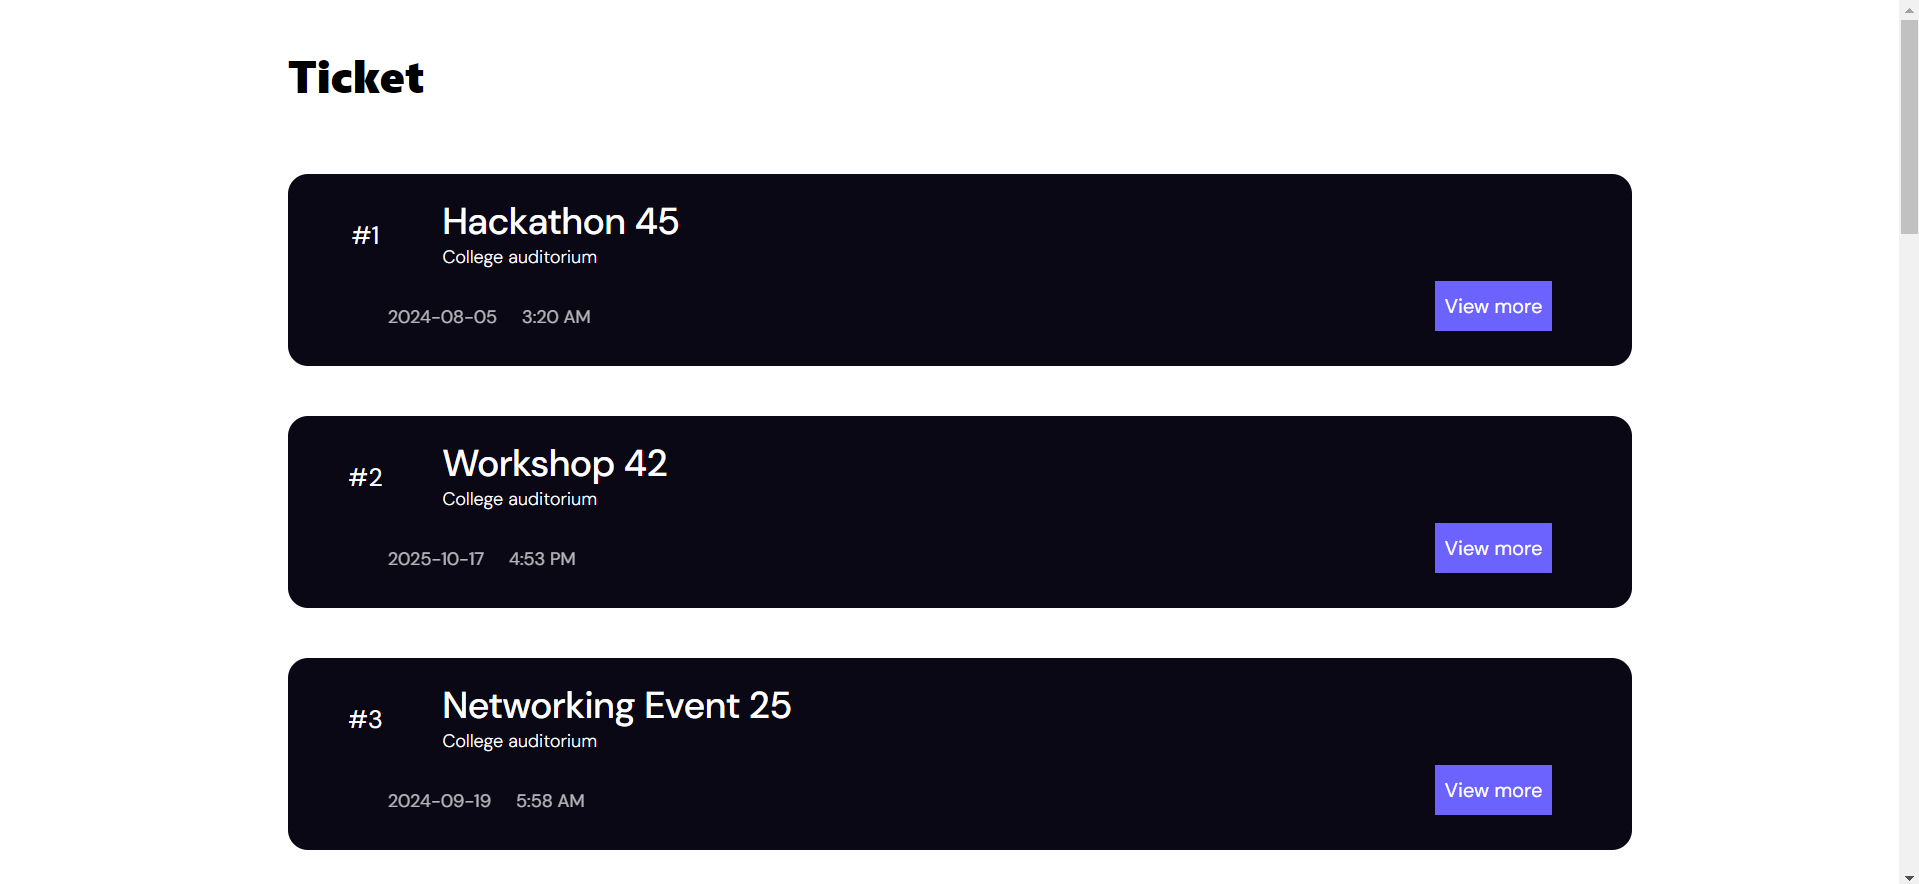 Ticket
#1
Hackathon 45
College auditorium
2024-08-05 3:20 AM
View more
#2
Workshop 42
College auditorium
2025-10-17 4:53 PM
View more
#3
Networking Event 25
College auditorium
2024-09-19 5:58 AM
View more